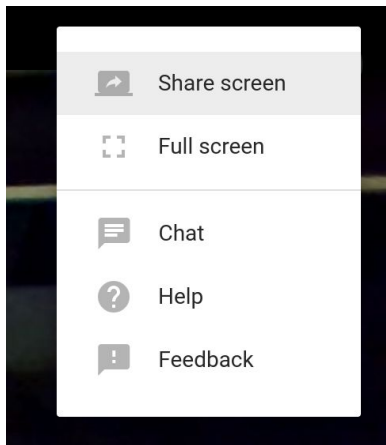 Share screen
Full screen
Chat
Help
Feedback